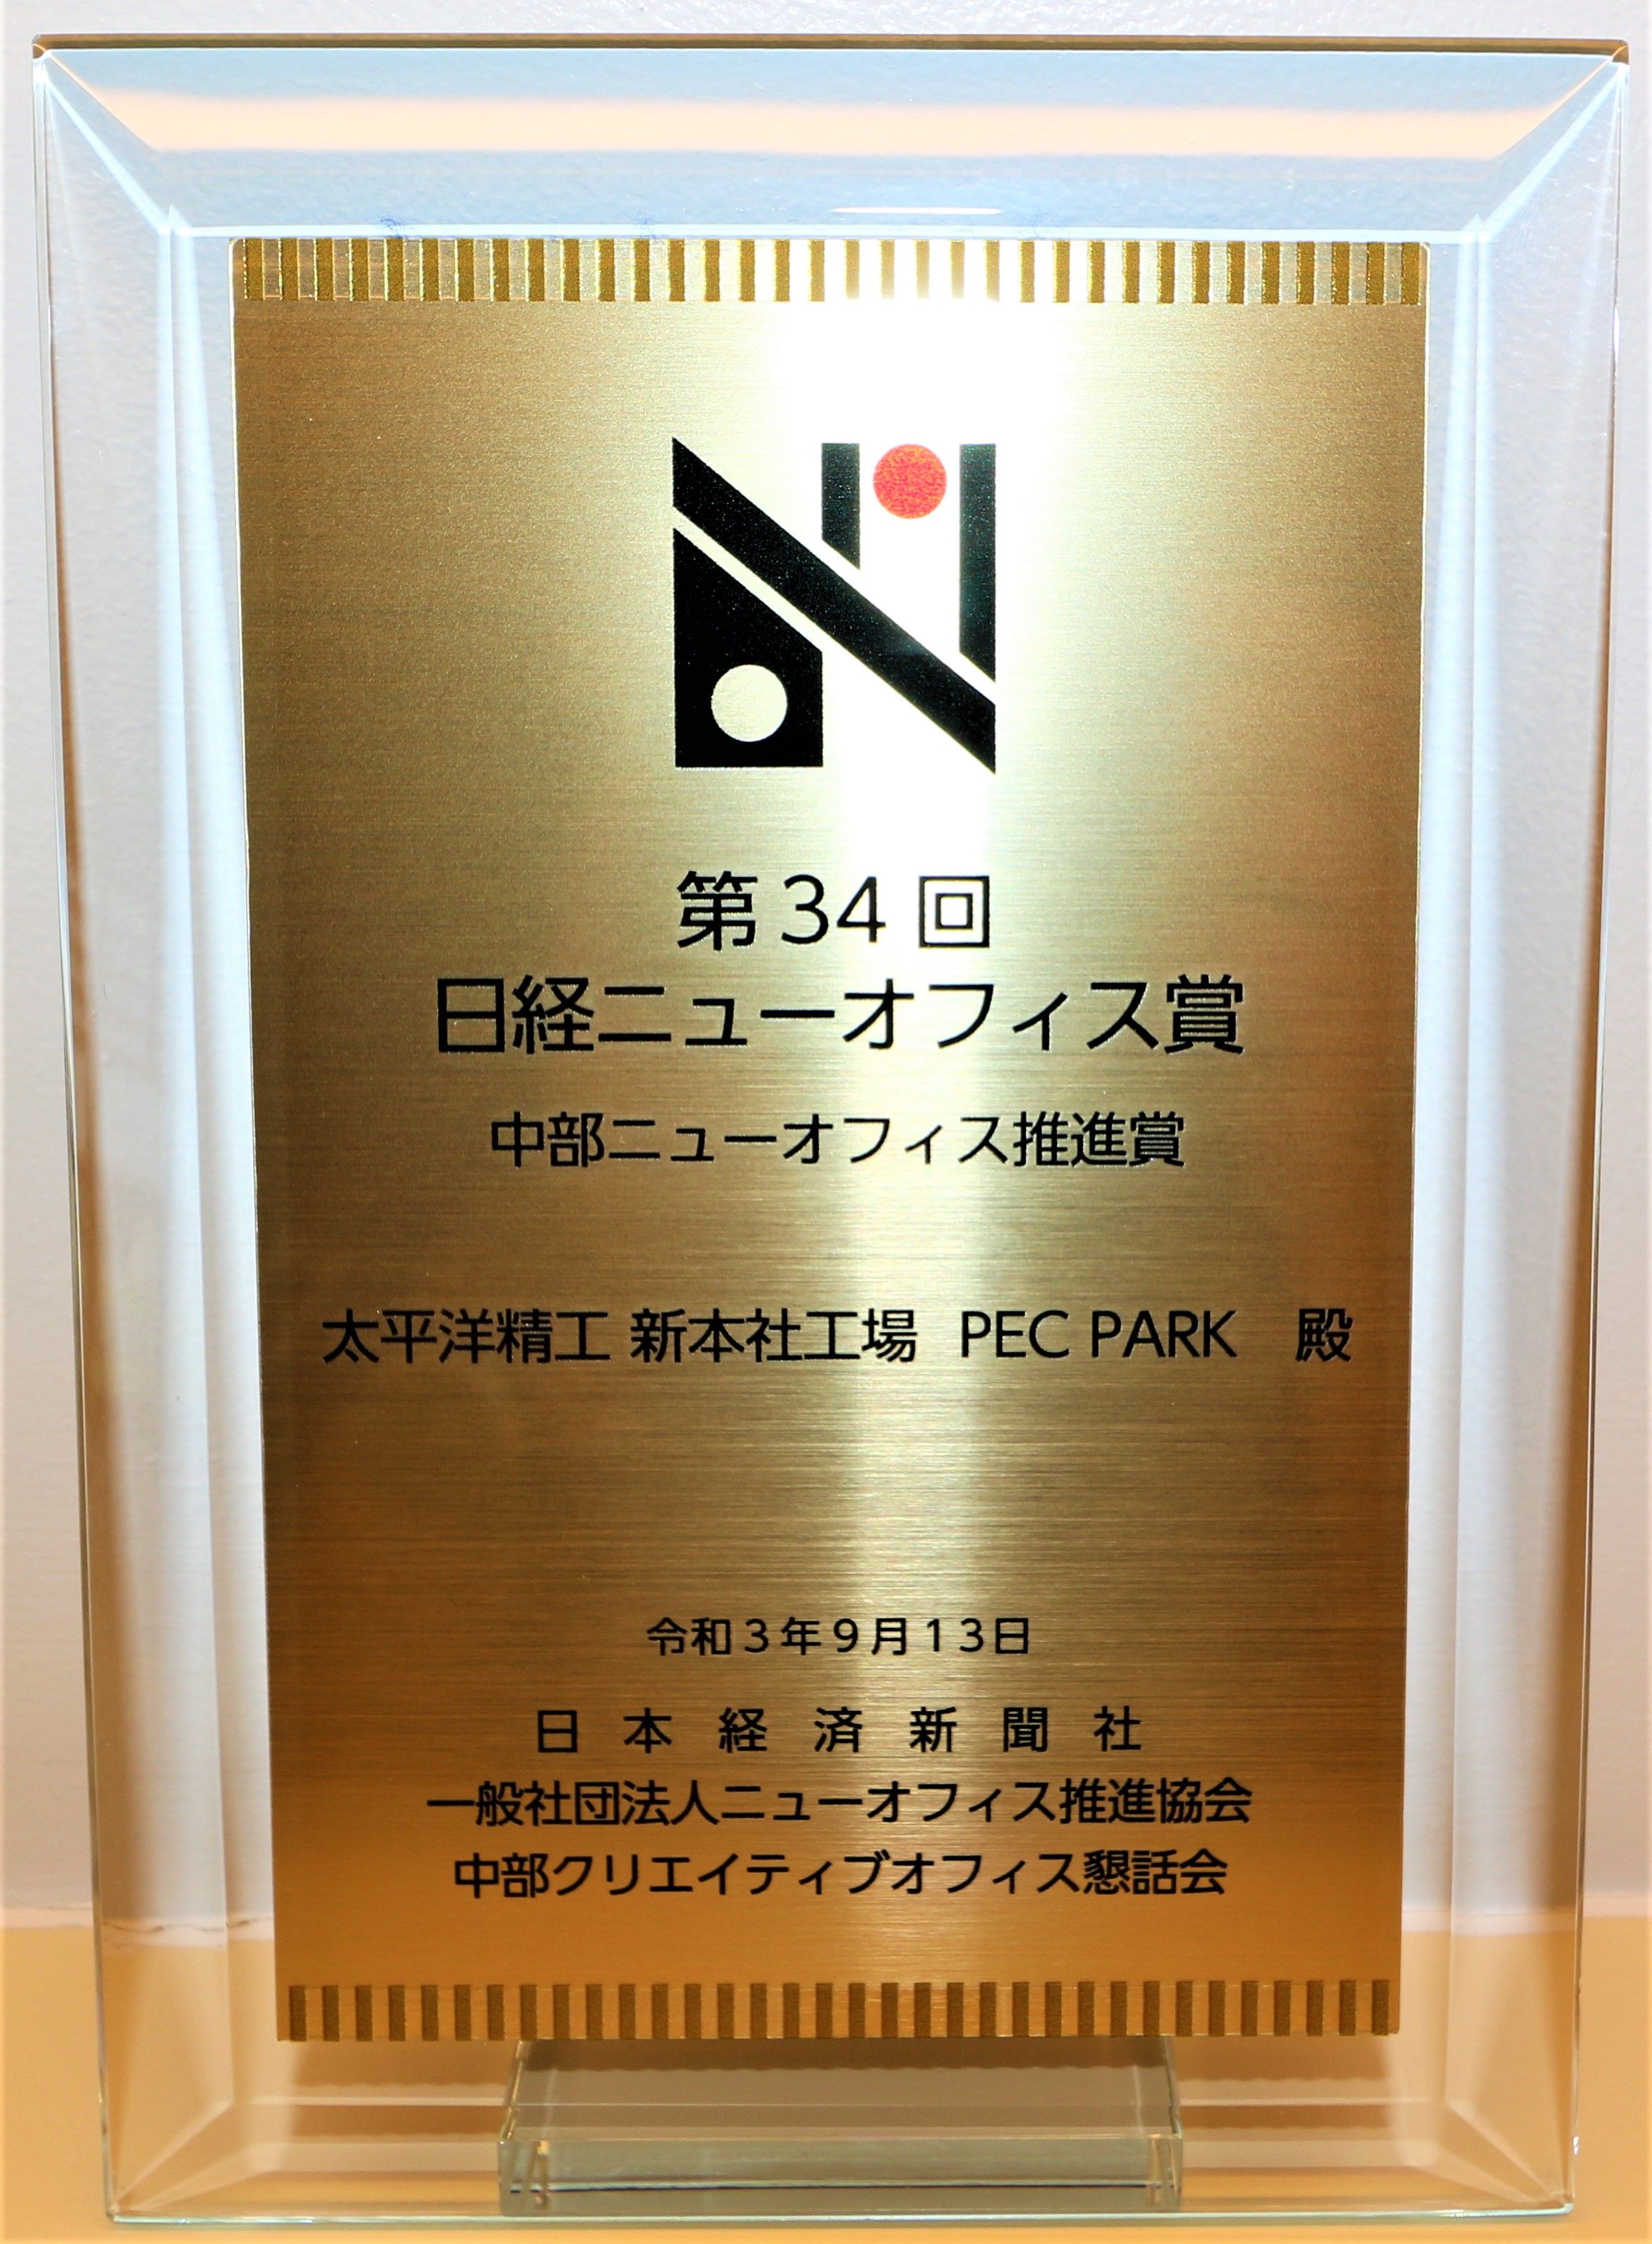 第34回
日経ニューオフィス賞
中部ニューオフィス推進賞
太平洋精工 新本社工場 PEC PARK 殿
令和3年9月13日
日本経済新聞社
一般社団法人ニューオフィス推進協会
中部クリエイティブオフィス懇話会